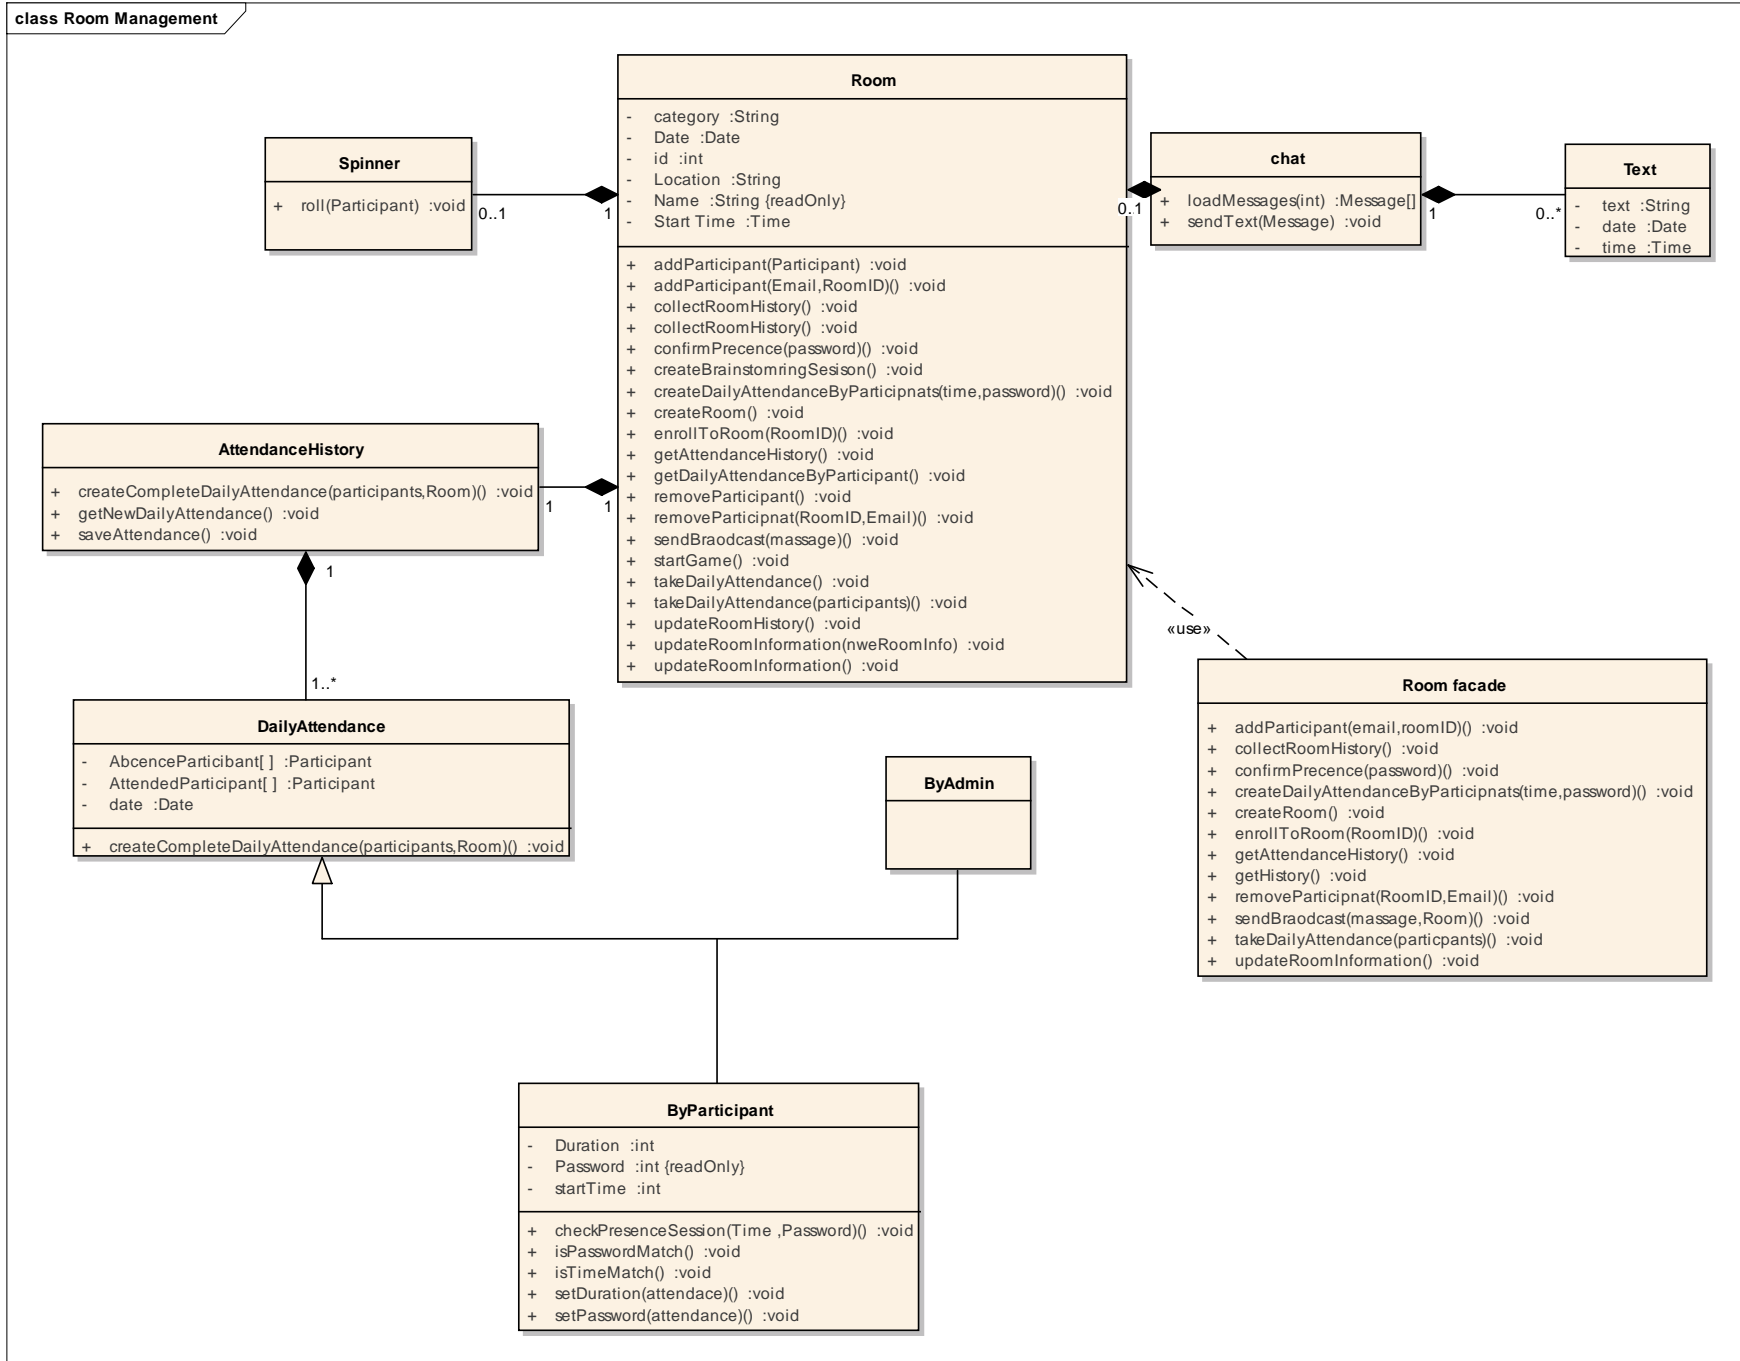 class Room Management
Room
- category :String
- Date :Date
- id :int
- Location :String
- Name :String {readOnly}
- Start Time :Time
+ addParticipant(Participant) :void
+ addParticipant(Email,RoomID)() :void
+ collectRoomHistory() :void
+ collectRoomHistory() :void
+ confirmPrecence(password)() :void
+ createBrainstomringSesison() :void
+ createDailyAttendanceByParticipnats(time,password)() :void
+ createRoom() :void
+ enrollToRoom(RoomID)() :void
+ getAttendanceHistory() :void
+ getDailyAttendanceByParticipant() :void
+ removeParticipant() :void
+ removeParticipnat(RoomID,Email)() :void
+ sendBraodcast(massage)() :void
+ startGame() :void
+ takeDailyAttendance() :void
+ takeDailyAttendance(participants)() :void
+ updateRoomHistory() :void
+ updateRoomInformation(nweRoomInfo) :void
+ updateRoomInformation() :void
Spinner
+ roll(Participant) :void
0..1
1
chat
+ loadMessages(int) :Message[]
+ sendText(Message) :void
0..1
1
0..*
Text
- text :String
- date :Date
- time :Time
AttendanceHistory
+ createCompleteDailyAttendance(participants,Room)() :void
+ getNewDailyAttendance() :void
+ saveAttendance() :void
1
1
1
1..*
«use»
DailyAttendance
- AbcenceParticibant[ ] :Participant
- AttendedParticipant[ ] :Participant
- date :Date
+ createCompleteDailyAttendance(participants,Room)() :void
ByAdmin
Room facade
+ addParticipant(email,roomID)() :void
+ collectRoomHistory() :void
+ confirmPrecence(password)() :void
+ createDailyAttendanceByParticipnats(time,password)() :void
+ createRoom() :void
+ enrollToRoom(RoomID)() :void
+ getAttendanceHistory() :void
+ getHistory() :void
+ removeParticipnat(RoomID,Email)() :void
+ sendBraodcast(massage,Room)() :void
+ takeDailyAttendance(particpants)() :void
+ updateRoomInformation() :void
ByParticipant
- Duration :int
- Password :int {readOnly}
- startTime :int
+ checkPresenceSession(Time ,Password)() :void
+ isPasswordMatch() :void
+ isTimeMatch() :void
+ setDuration(attendace)() :void
+ setPassword(attendance)() :void